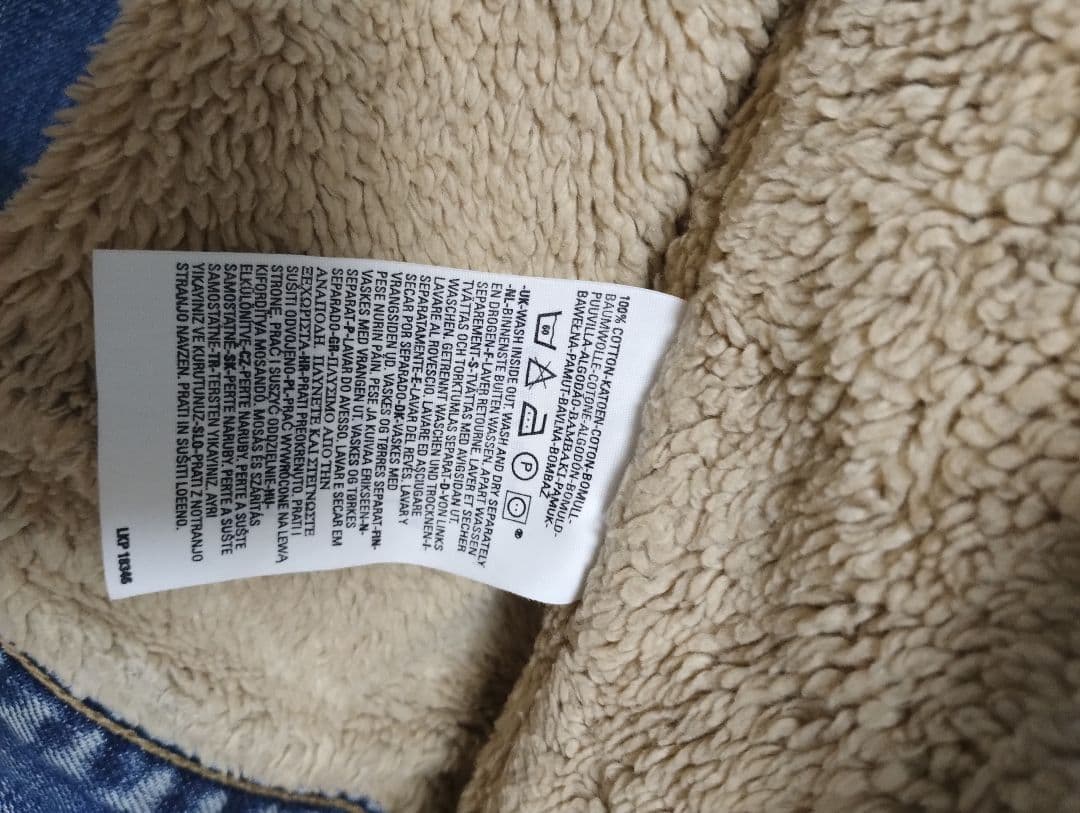 100% COTTON-KATOEN-COTON-BOMULL-
BAUMWOLLE-COTONE-ALGODÓN-BOMULD-
PUUVILLA-ALGODÃO-BAMBAKI-PAMUK-
BAWEŁNA-PAMUT-BAVLNA-BOMBAŽ
P
®
-UK-WASH INSIDE OUT. WASH AND DRY SEPARATELY
-NL-BINNENSTE BUITEN WASSEN, APART WASSEN
EN DROGEN-F-LAVER RETOURNE, LAVER ET SECHER
SEPAREMENT-S-TVÄTTAS MED AVIGSIDAN UT.
TVÄTTAS OCH TORKTUMLAS SEPARAT-D-VON LINKS
WASCHEN, GETRENNT WASCHEN UND TROCKNEN-I-
LAVARE AL ROVESCIO, LAVARE ED ASCIUGARE
SEPARATAMENTE-E-LAVAR DEL REVES. LAVAR Y
SECAR POR SEPARADO-DK-VASKES MED
VRANGSIDEN UD. VASKES OG TØRRES SEPARAT-FIN-
PESE NURIN PÄIN. PESE JA KUIVAA ERIKSEEN-N-
VASKES MED VRANGEN UT. VASKES OG TØRKES
SEPARAT-P-LAVAR DO AVESSO, LAVAR E SECAR EM
SEPARADO-GR-ΠΛΥΣΙΜΟ ΑΠΟ ΤΗΝ
ΑΝΑΠΟΔΗ. ΠΛΥΝΕΤΕ ΚΑΙ ΣΤΕΓΝΩΣΤΕ
ΞΕΧΩΡΙΣΤΑ-HR-PRATI PREOKRENUTO. PRATI I
SUŠITI ODVOJENO-PL-PRAĆ WYWRÓCONE NA LEWĄ
STRONĘ, PRAĆ I SUSZYĆ ODDZIELNIE-HU-
KIFORDÍTVA MOSANDÓ, MOSÁS ÉS SZÁRÍTÁS
ELKÜLÖNÍTVE-CZ-PERTE NARUBY. PERTE A SUŠTE
SAMOSTATNĚ-SK-PERTE NARUBY. PERTE A SUŠTE
SAMOSTATNE-TR-TERSTEN YIKAYINIZ, AYRI
YIKAYINIZ VE KURUTUNUZ-SLO-PRATI Z NOTRANJO
STRANJO NAVZEN. PRATI IN SUŠITI LOČENO.
LKP 18346